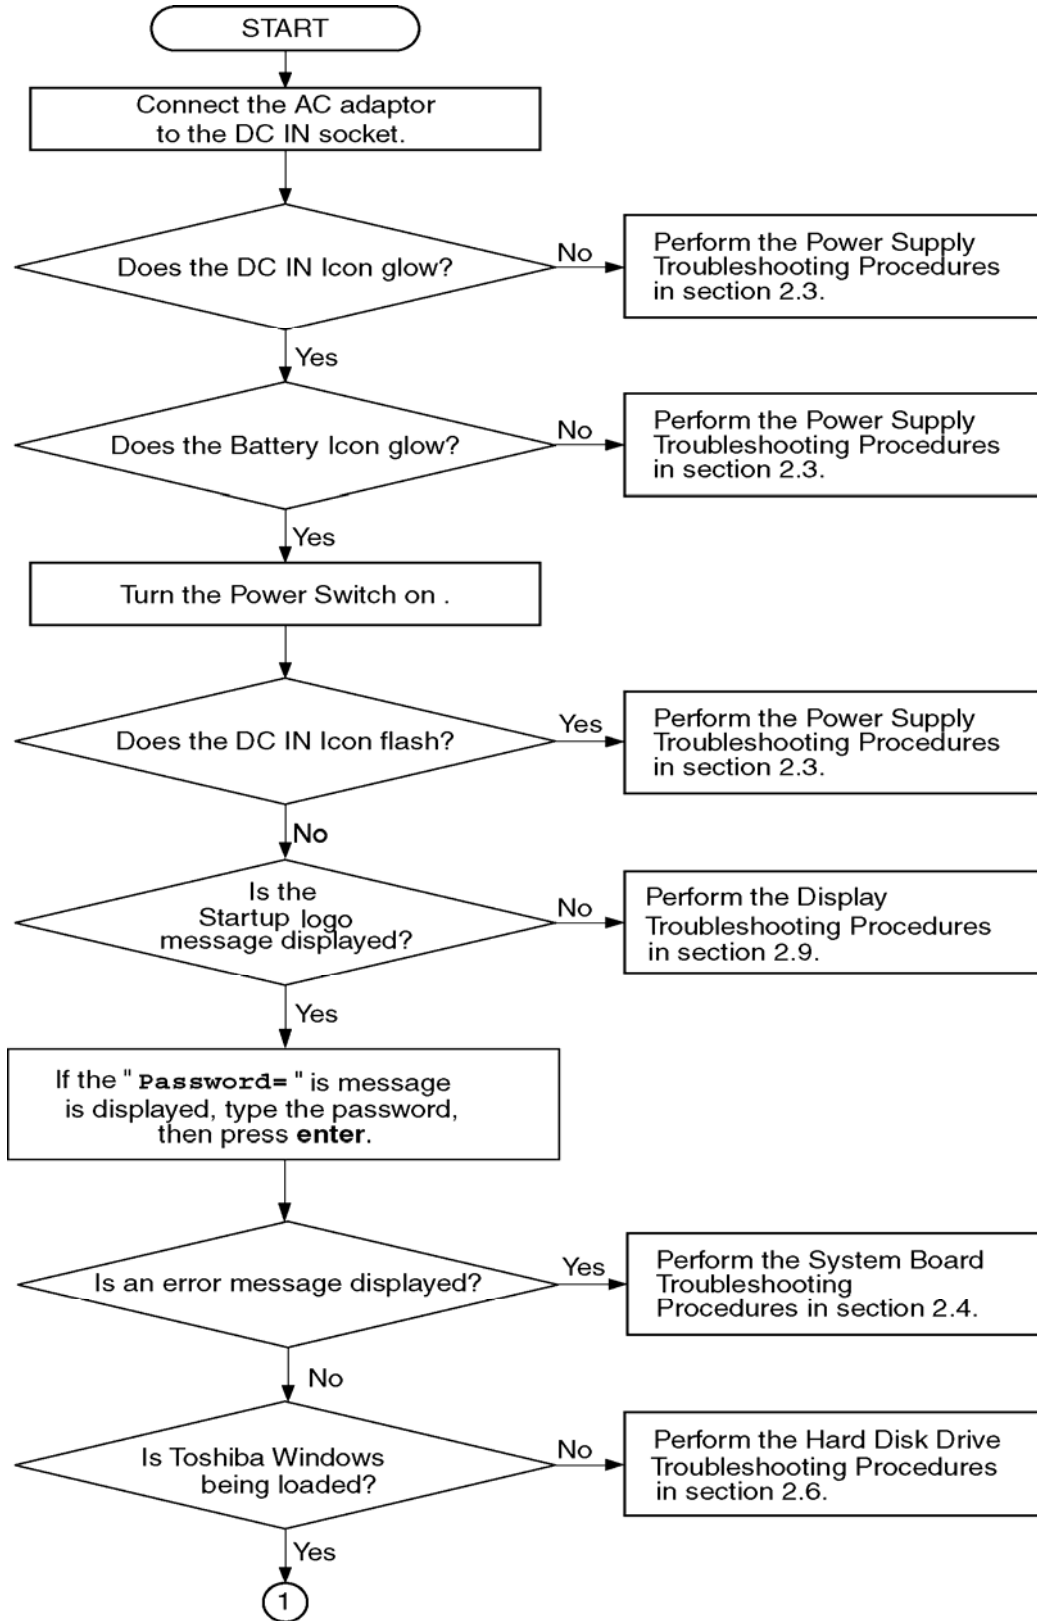 START
Connect the AC adaptor
to the DC IN socket.
Does the DC IN Icon glow?
No
Perform the Power Supply
Troubleshooting Procedures
in section 2.3.
Yes
Does the Battery Icon glow?
No
Perform the Power Supply
Troubleshooting Procedures
in section 2.3.
Yes
Turn the Power Switch on .
Does the DC IN Icon flash?
Yes
Perform the Power Supply
Troubleshooting Procedures
in section 2.3.
No
Is the
Startup logo
message displayed?
No
Perform the Display
Troubleshooting Procedures
in section 2.9.
Yes
If the " Password= " is message
is displayed, type the password,
then press enter.
Is an error message displayed?
Yes
Perform the System Board
Troubleshooting
Procedures in section 2.4.
No
Is Toshiba Windows
being loaded?
No
Perform the Hard Disk Drive
Troubleshooting Procedures
in section 2.6.
Yes
1